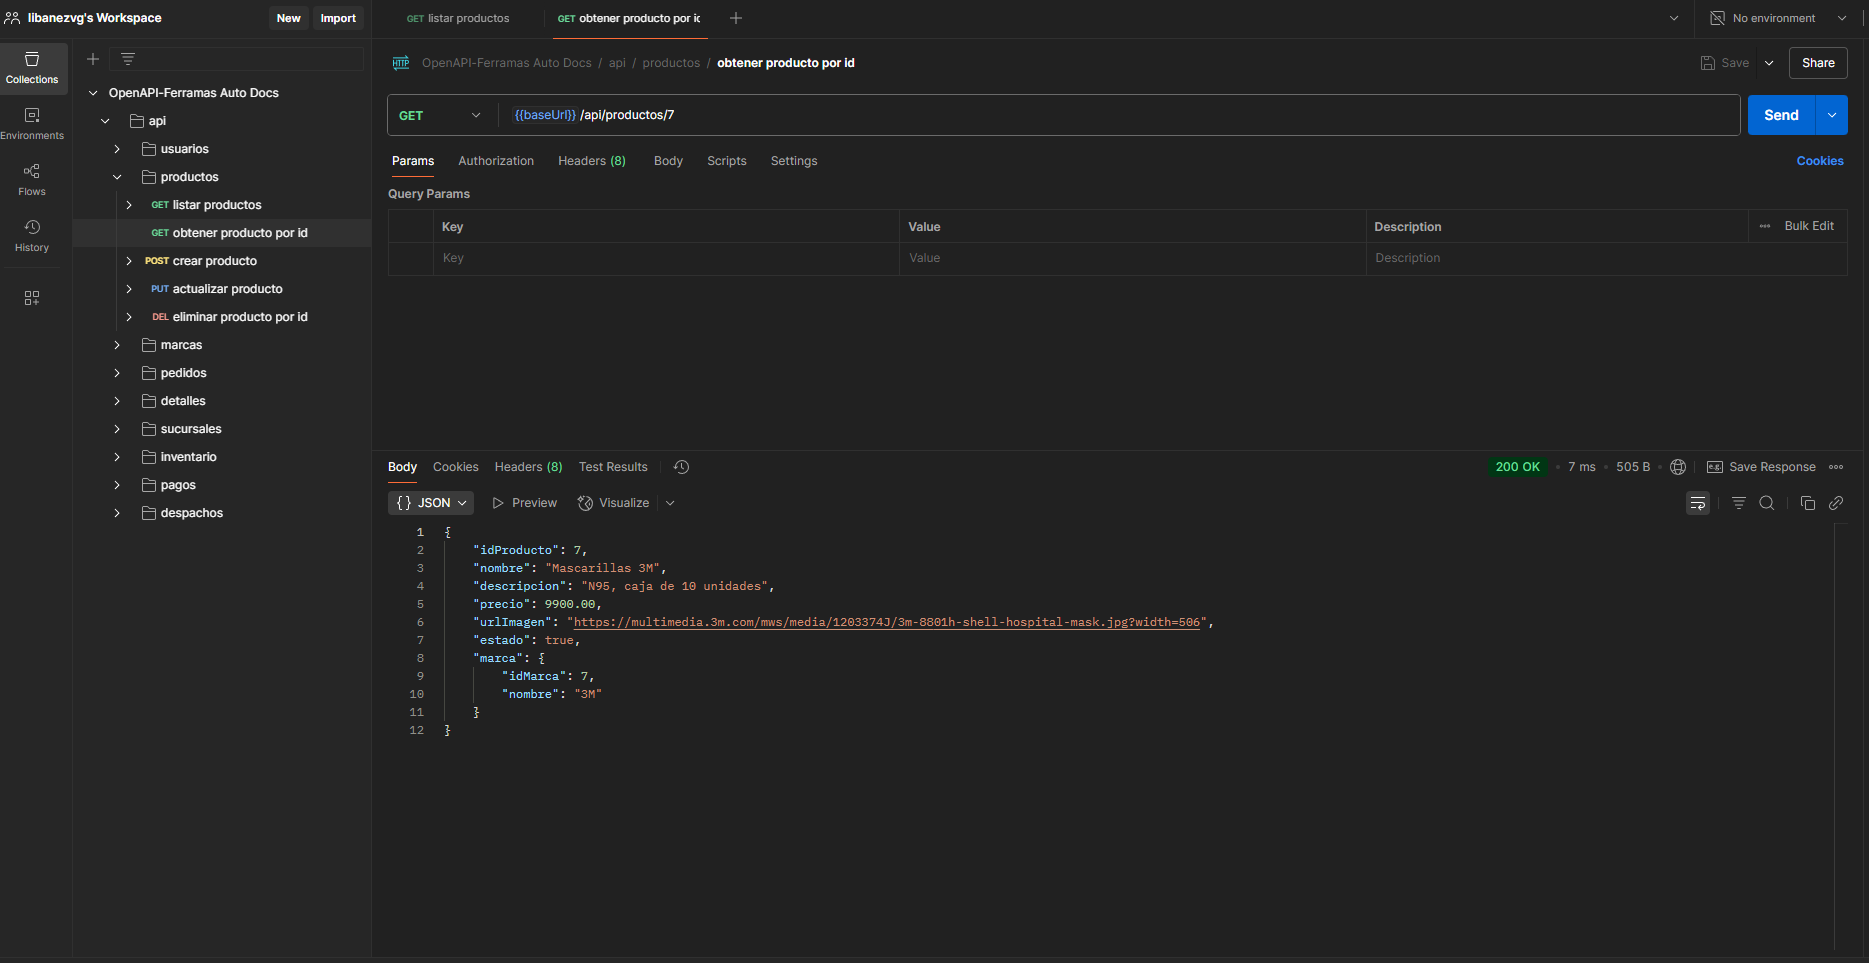 libanezvg's Workspace
New
Import
GET listar productos
GET obtener producto por ic
No environment
Collections
Environments
Flows
History
OpenAPI-Ferramas Auto Docs
api
usuarios
productos
GET listar productos
GET obtener producto por id
POST crear producto
PUT actualizar producto
DEL eliminar producto por id
marcas
pedidos
detalles
sucursales
inventario
pagos
despachos
HTTP OpenAPI-Ferramas Auto Docs / api / productos / obtener producto por id
Save
Share
GET
{{baseUrl}} /api/productos/7
Send
Params Authorization Headers (8) Body Scripts Settings
Cookies
Query Params
Key Value Description
Bulk Edit
Key Value Description
Body Cookies Headers (8) Test Results
200 OK • 7 ms • 505 B •
e.g. Save Response
{} JSON
Preview
Visualize
1 {
2 "idProducto": 7,
3 "nombre": "Mascarillas 3M",
4 "descripcion": "N95, caja de 10 unidades",
5 "precio": 9900.00,
6 "urlImagen": "https://multimedia.3m.com/mws/media/1203374J/3m-8801h-shell-hospital-mask.jpg?width=506",
7 "estado": true,
8 "marca": {
9 "idMarca": 7,
10 "nombre": "3M"
11 }
12 }